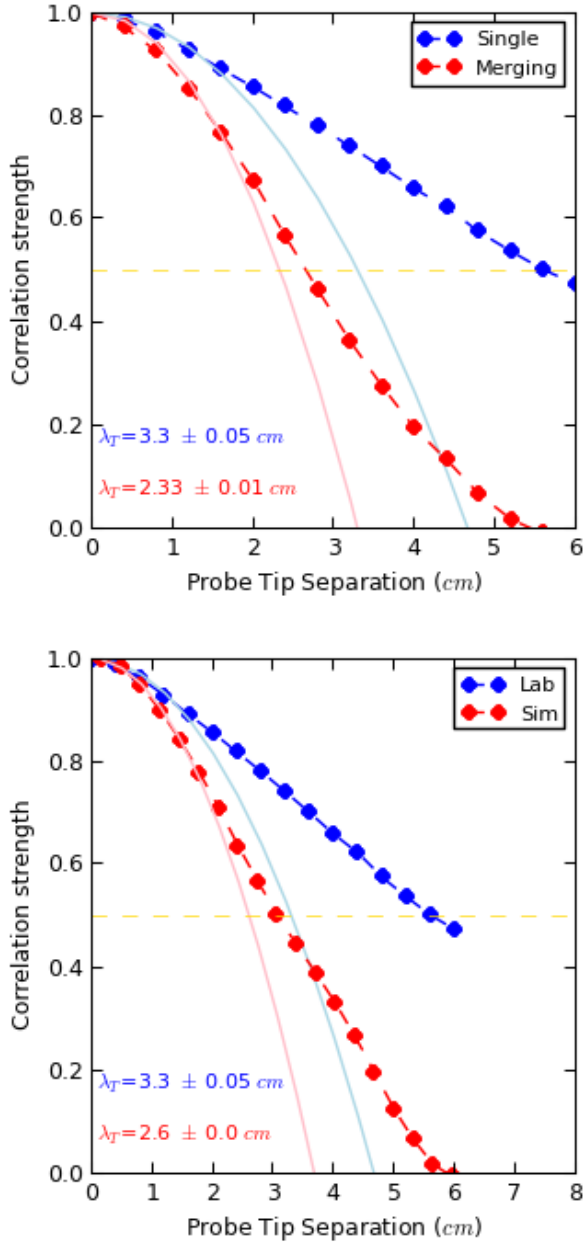 1.0
0.8
0.6
0.4
0.2
0.0
Correlation strength
Single
Merging
λ_T=3.3 ± 0.05 cm
λ_T=2.33 ± 0.01 cm
0 1 2 3 4 5 6
Probe Tip Separation (cm)
1.0
0.8
0.6
0.4
0.2
0.0
Correlation strength
Lab
Sim
λ_T=3.3 ± 0.05 cm
λ_T=2.6 ± 0.0 cm
0 1 2 3 4 5 6 7 8
Probe Tip Separation (cm)